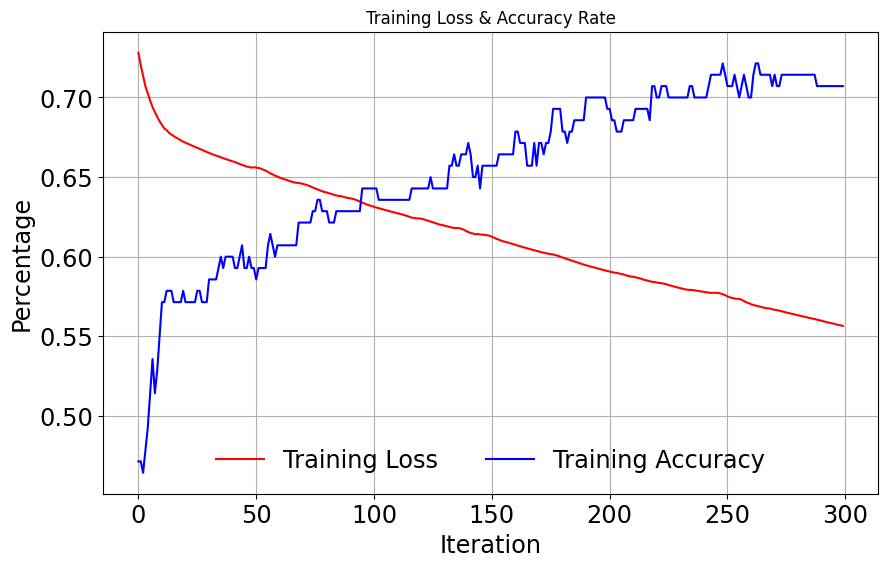 Training Loss & Accuracy Rate
0.70
0.65
0.60
0.55
0.50
Percentage
Training Loss
Training Accuracy
0 50 100 150 200 250 300
Iteration